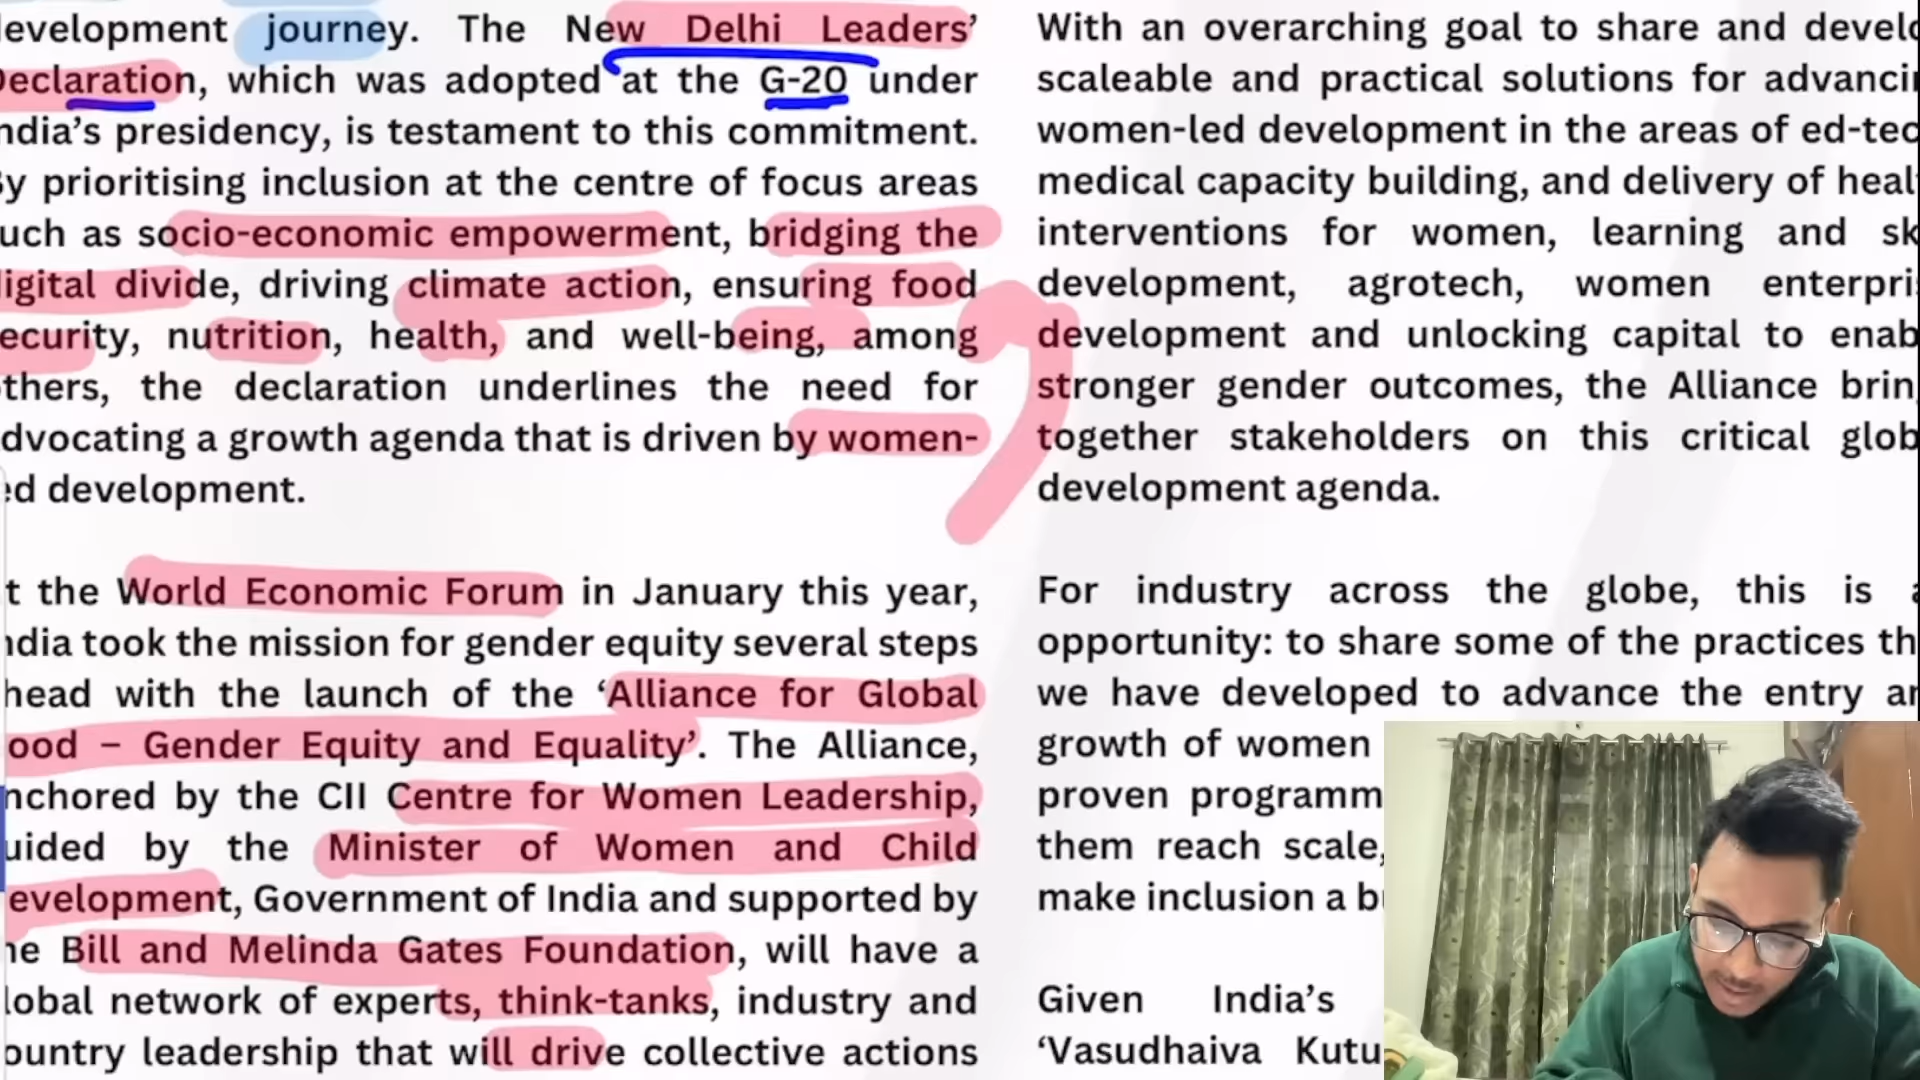 development journey. The New Delhi Leaders'
Declaration, which was adopted at the G-20 under
India's presidency, is testament to this commitment.
By prioritising inclusion at the centre of focus areas
such as socio-economic empowerment, bridging the
digital divide, driving climate action, ensuring food
security, nutrition, health, and well-being, among
others, the declaration underlines the need for
advocating a growth agenda that is driven by women-
led development.
At the World Economic Forum in January this year,
India took the mission for gender equity several steps
ahead with the launch of the ‘Alliance for Global
Good – Gender Equity and Equality’. The Alliance,
anchored by the CII Centre for Women Leadership,
guided by the Minister of Women and Child
Development, Government of India and supported by
the Bill and Melinda Gates Foundation, will have a
global network of experts, think-tanks, industry and
country leadership that will drive collective actions
With an overarching goal to share and develo
scaleable and practical solutions for advancin
women-led development in the areas of ed-tec
medical capacity building, and delivery of healt
interventions for women, learning and sk
development, agrotech, women enterpris
development and unlocking capital to enab
stronger gender outcomes, the Alliance bring
together stakeholders on this critical glob
development agenda.
For industry across the globe, this is a
opportunity: to share some of the practices th
we have developed to advance the entry an
growth of women
proven programm
them reach scale,
make inclusion a b
Given India's
‘Vasudhaiva Kutu